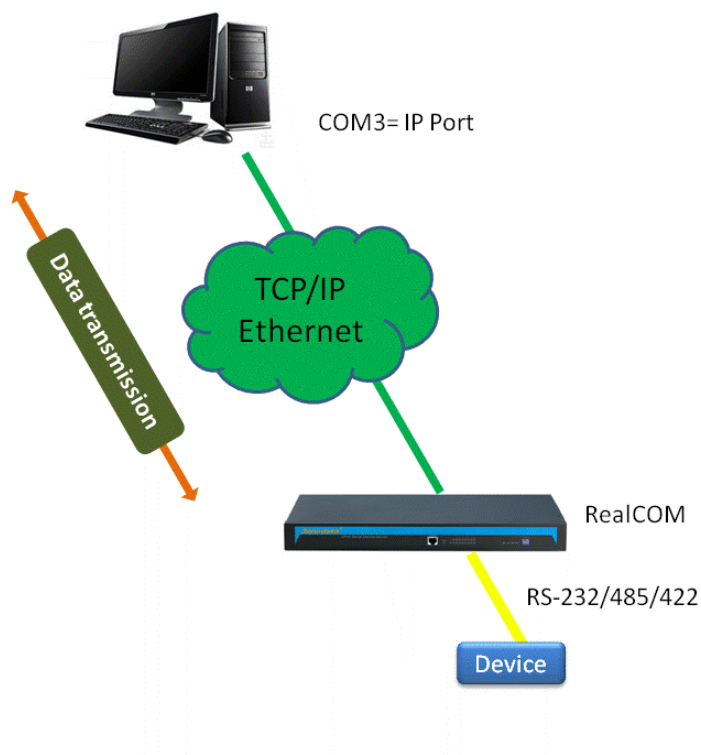 COM3= IP Port
TCP/IP
Ethernet
Data transmission
RealCOM
RS-232/485/422
Device